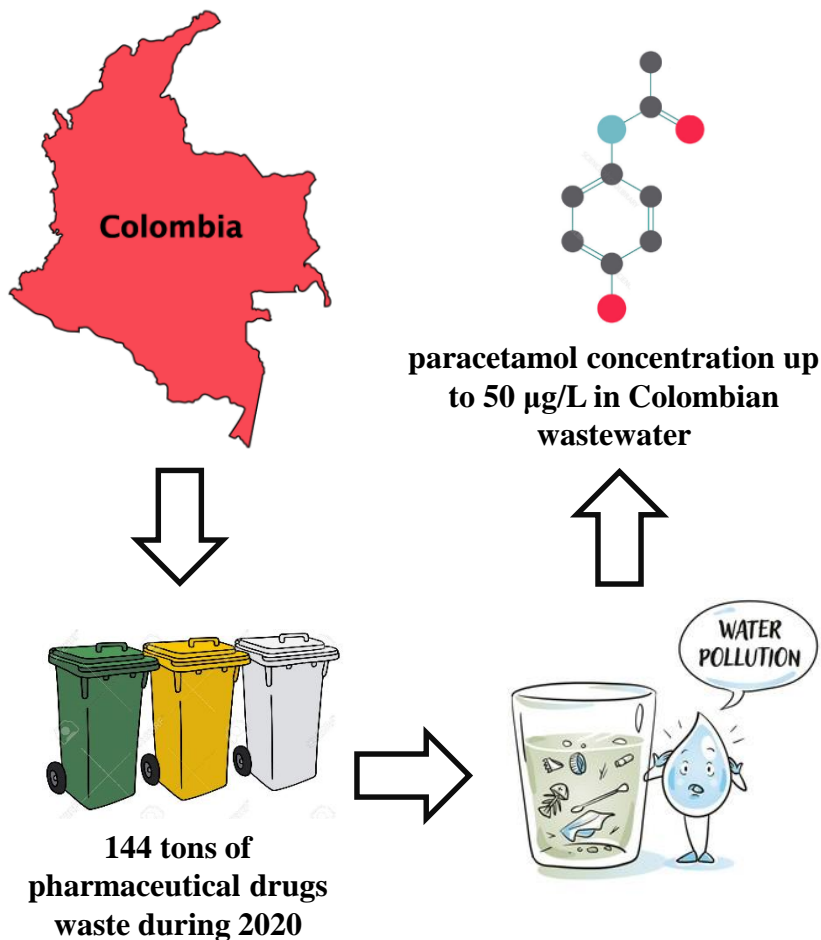 Colombia
144 tons of
pharmaceutical drugs
waste during 2020
WATER
POLLUTION
paracetamol concentration up
to 50 µg/L in Colombian
wastewater